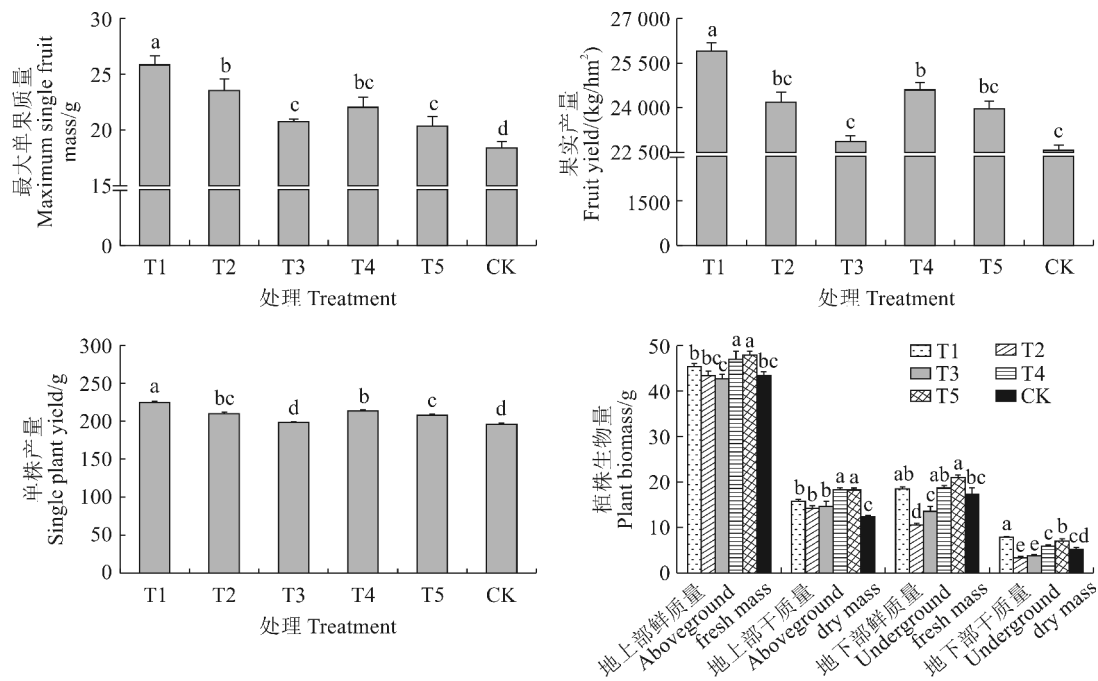 最大单果质量
Maximum single fruit
mass/g
30
25
20
15
0
a
b
c
bc
c
d
T1
T2
T3
T4
T5
CK
处理 Treatment
果实产量
Fruit yield/(kg/hm²)
27 000
25 500
24 000
22 500
1500
0
a
bc
c
b
bc
c
T1
T2
T3
T4
T5
CK
处理 Treatment
单株产量
Single plant yield/g
300
250
200
150
100
50
0
a
bc
d
b
c
d
T1
T2
T3
T4
T5
CK
处理 Treatment
植株生物量
Plant biomass/g
50
40
30
20
10
0
T1
T2
T3
T4
T5
CK
b
bc
c
a
a
bc
b
b
b
a
a
c
ab
d
c
ab
a
bc
a
e
e
c
b
cd
地上部鲜质量
Aboveground
fresh mass
地上部干质量
Aboveground
dry mass
地下部鲜质量
Underground
fresh mass
地下部干质量
Underground
dry mass